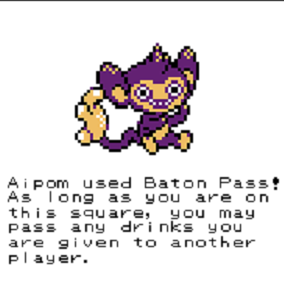 Aipom used Baton Pass!
As long as you are on
this square, you may
pass any drinks you
are given to another
player.